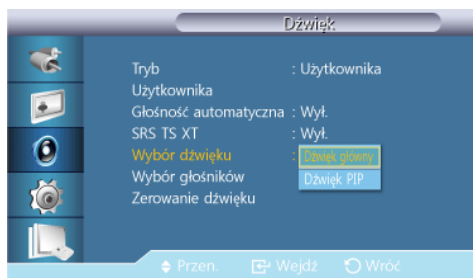 Dźwięk
Tryb : Użytkownika
Użytkownika
Głośność automatyczna : Wył.
SRS TS XT : Wył.
Wybór dźwięku : Dźwięk główny
Dźwięk PIP
Wybór głośników
Zerowanie dźwięku
Przen. Wejdź Wróć